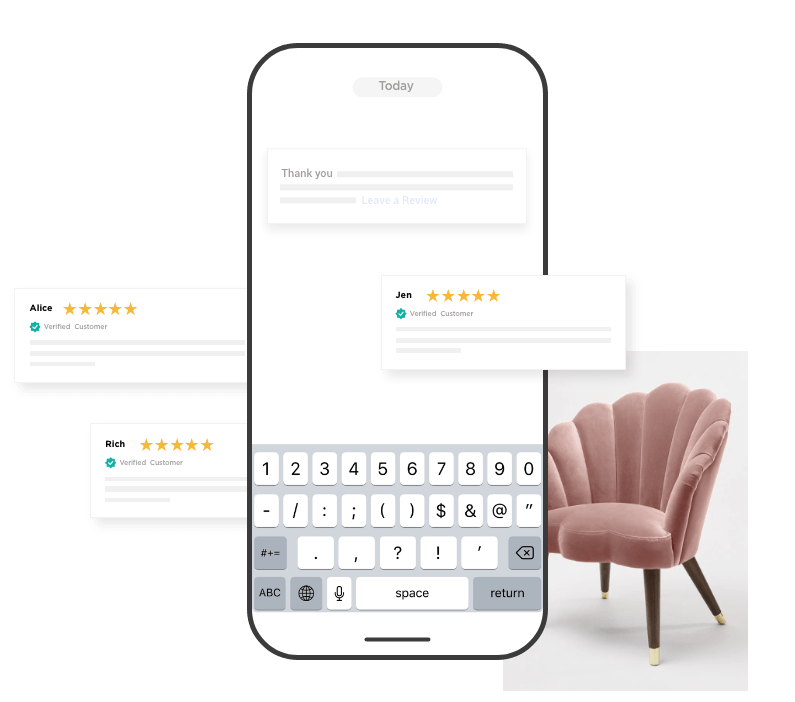 Today
Thank you
Leave a Review
Jen
Verified Customer
Alice
Verified Customer
Rich
Verified Customer
1 2 3 4 5 6 7 8 9 0
- / : ; ( ) $ & @ ”
#+= . , ? ! ’
ABC space return